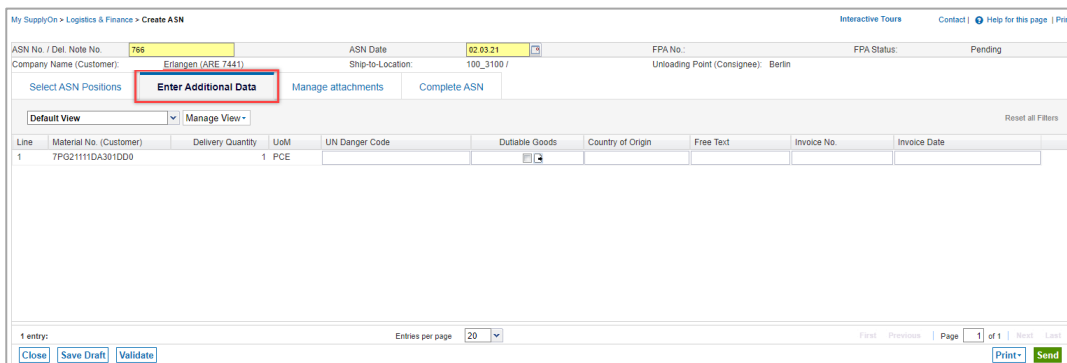 My SupplyOn > Logistics & Finance > Create ASN Interactive Tours Contact | Help for this page | Pri
ASN No. / Del. Note No. 766 ASN Date 02.03.21 FPA No.: FPA Status: Pending
Company Name (Customer): Erlangen (ARE 7441) Ship-to-Location: 100_3100 / Unloading Point (Consignee): Berlin
Select ASN Positions Enter Additional Data Manage attachments Complete ASN
Default View Manage View Reset all Filters
Line Material No. (Customer) Delivery Quantity UoM UN Danger Code Dutiable Goods Country of Origin Free Text Invoice No. Invoice Date
1 7PG21111DA301DD0 1 PCE
1 entry: Entries per page 20 First Previous | Page 1 of 1 | Next Last
Close Save Draft Validate Print Send